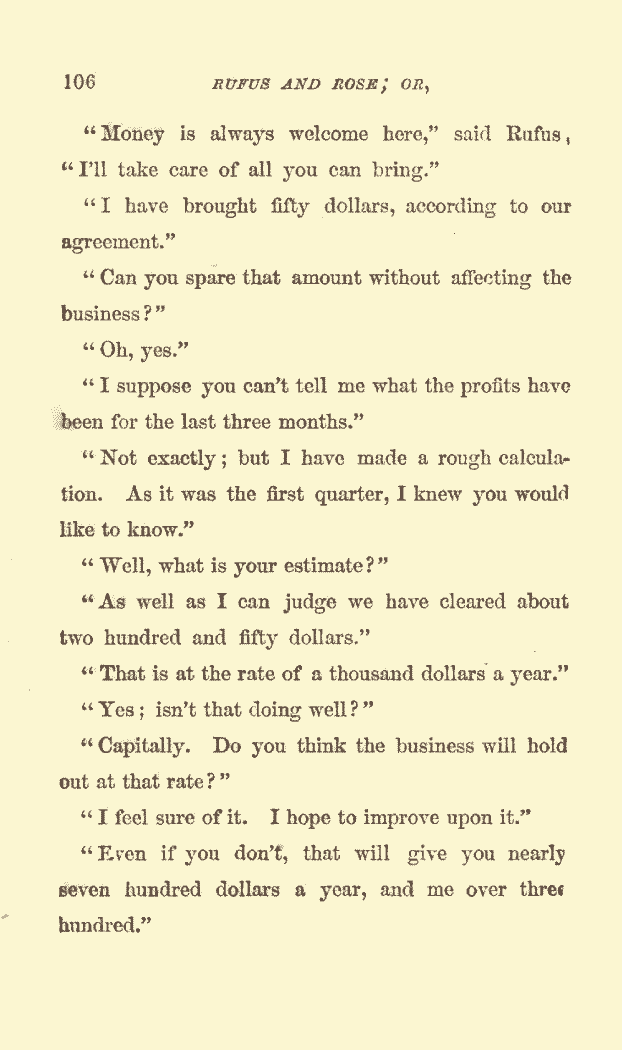 106 RUFUS AND ROSE; OR,
“Money is always welcome here,” said Rufus,
“I’ll take care of all you can bring.”
“I have brought fifty dollars, according to our
agreement.”
“Can you spare that amount without affecting the
business?”
“Oh, yes.”
“I suppose you can’t tell me what the profits have
been for the last three months.”
“Not exactly; but I have made a rough calcula-
tion. As it was the first quarter, I knew you would
like to know.”
“Well, what is your estimate?”
“As well as I can judge we have cleared about
two hundred and fifty dollars.”
“That is at the rate of a thousand dollars a year.”
“Yes; isn’t that doing well?”
“Capitally. Do you think the business will hold
out at that rate?”
“I feel sure of it. I hope to improve upon it.”
“Even if you don’t, that will give you nearly
seven hundred dollars a year, and me over three
hundred.”